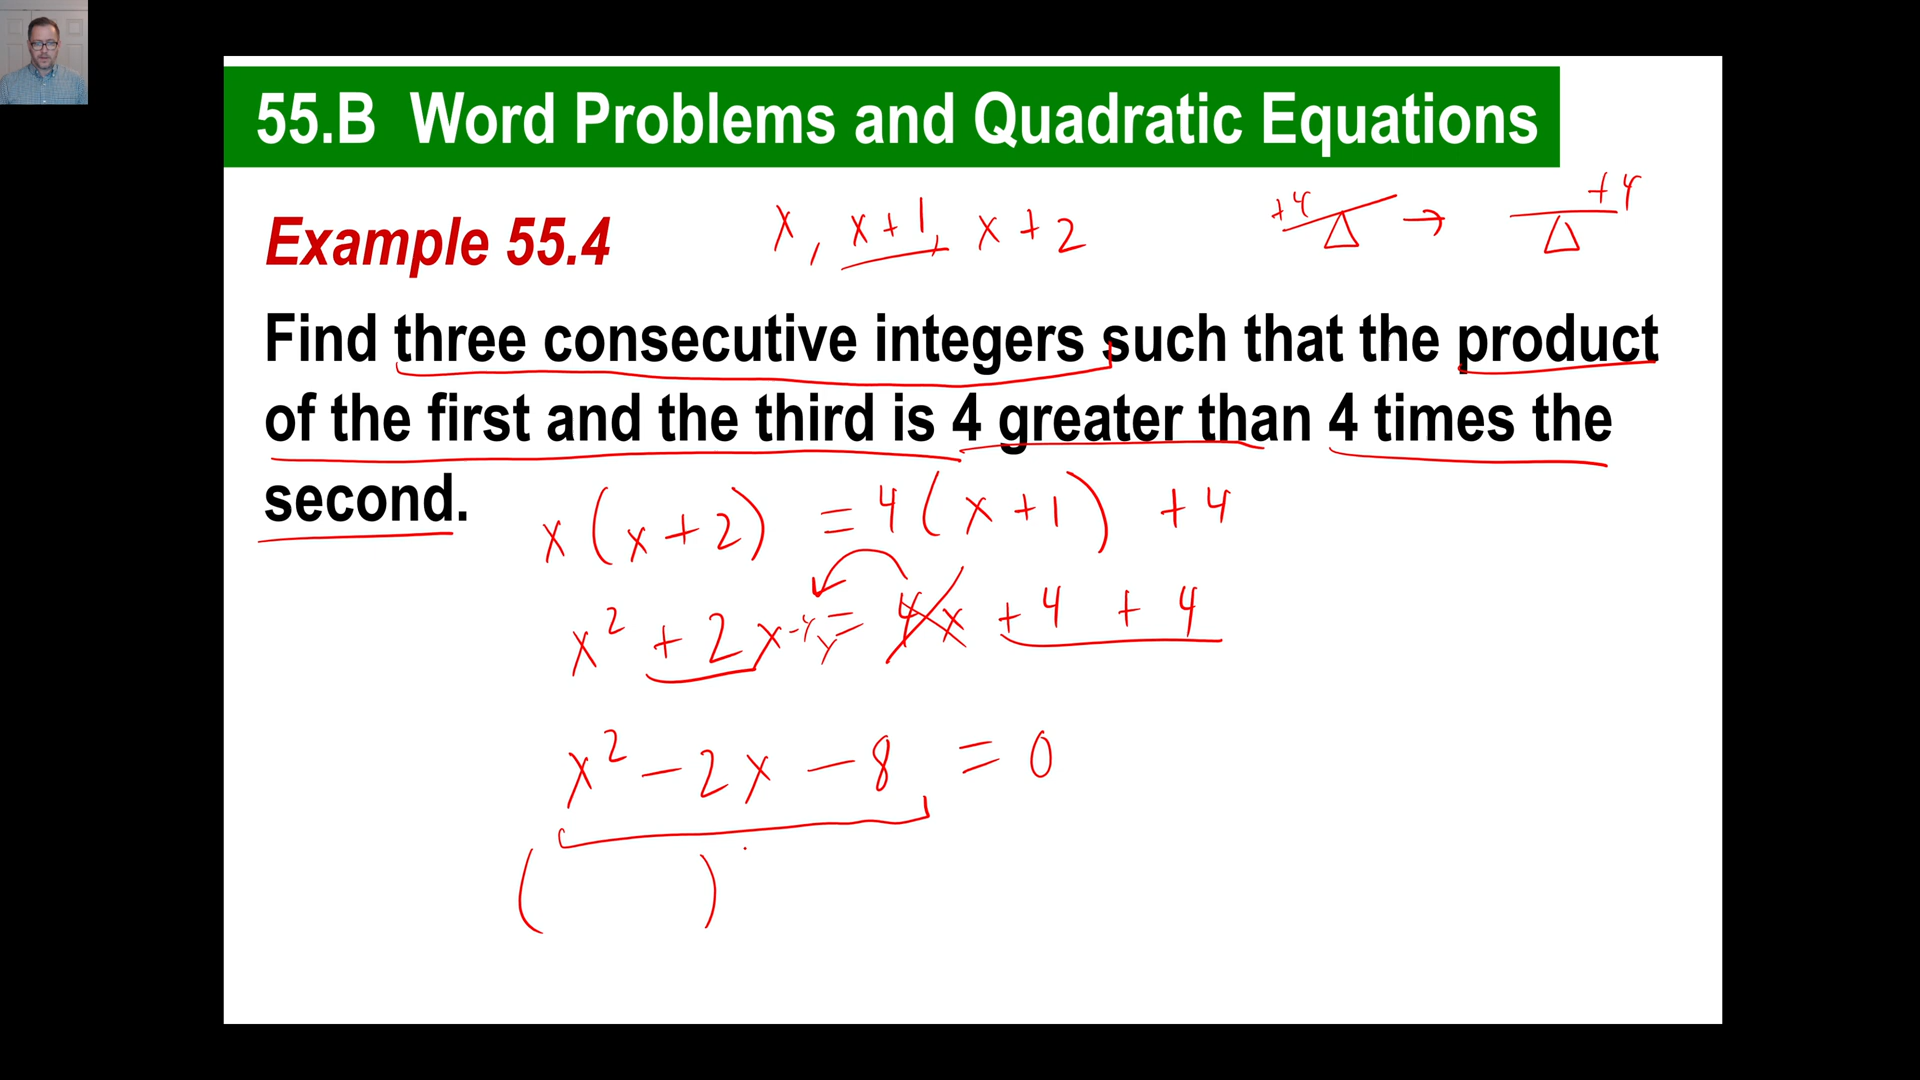 55.B Word Problems and Quadratic Equations
Example 55.4
x, x+1, x+2
+4 → +4
Find three consecutive integers such that the product
of the first and the third is 4 greater than 4 times the
second.
x(x+2) = 4(x+1) +4
x² + 2x -4x = 4x + 4 + 4
x² - 2x - 8 = 0
( )